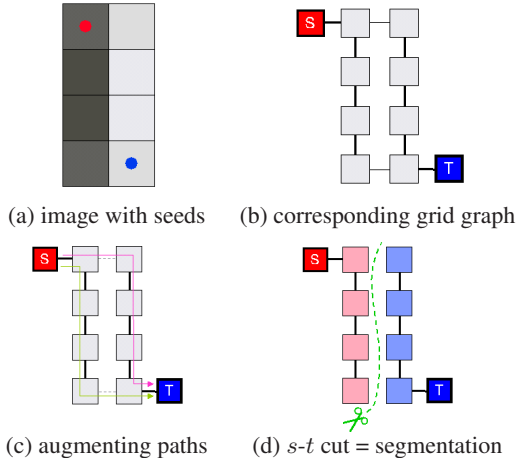 S
T
(a) image with seeds
(b) corresponding grid graph
S
T
S
T
(c) augmenting paths
(d) s-t cut = segmentation